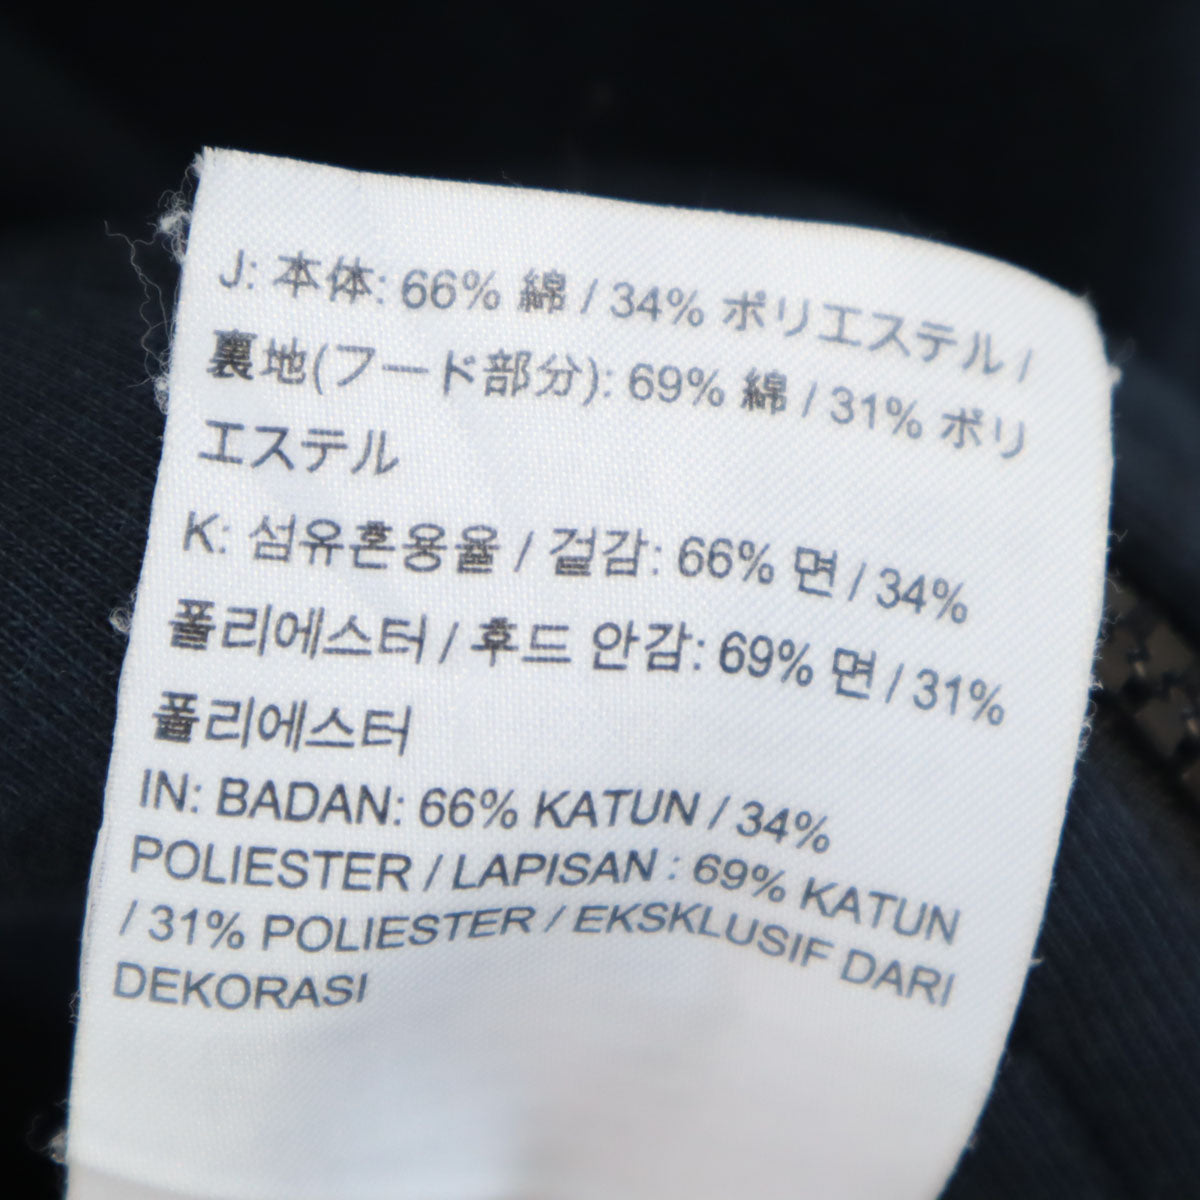 J: 本体: 66% 綿 / 34% ポリエステル /
裏地(フード部分): 69% 綿 / 31% ポリ
エステル
K: 섬유혼용율 / 겉감: 66% 면 / 34%
폴리에스터 / 후드 안감: 69% 면 / 31%
폴리에스터
IN: BADAN: 66% KATUN / 34%
POLIESTER / LAPISAN : 69% KATUN
/ 31% POLIESTER / EKSKLUSIF DARI
DEKORASI